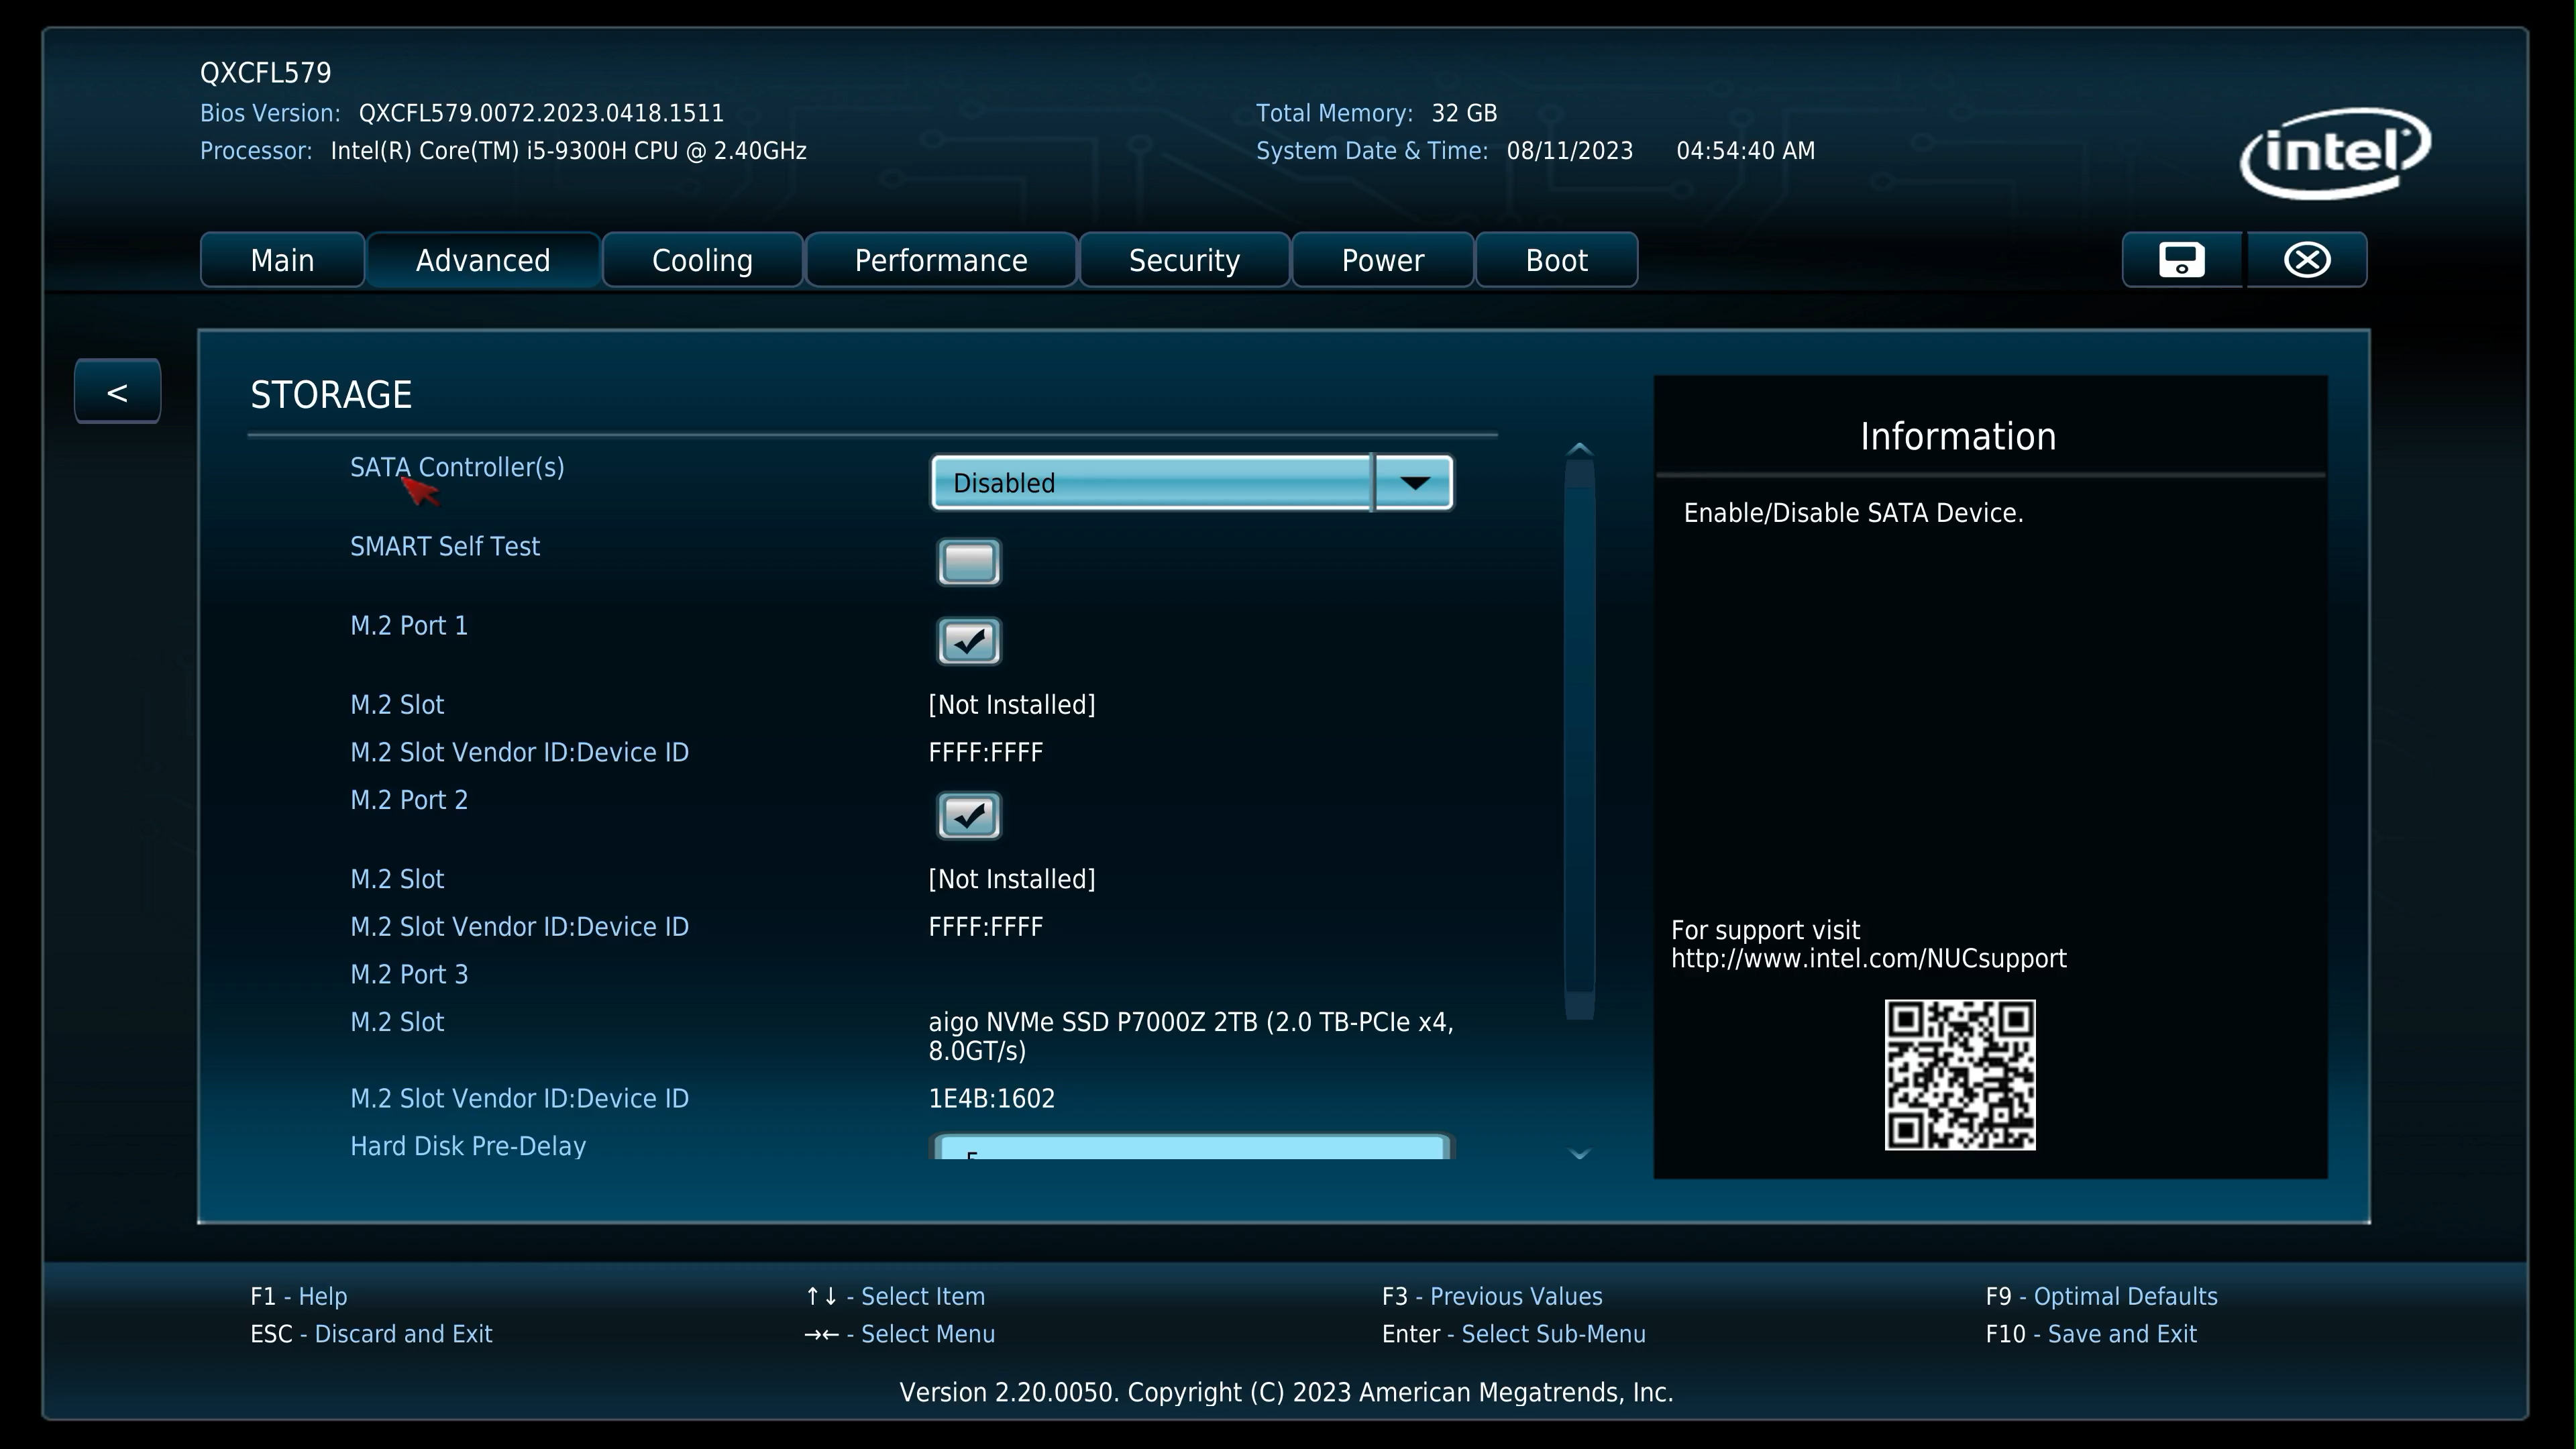 QXCFL579
Bios Version: QXCFL579.0072.2023.0418.1511
Total Memory: 32 GB
Processor: Intel(R) Core(TM) i5-9300H CPU @ 2.40GHz
System Date & Time: 08/11/2023 04:54:40 AM
intel
Main Advanced Cooling Performance Security Power Boot
<
STORAGE
SATA Controller(s) Disabled
SMART Self Test
M.2 Port 1
M.2 Slot [Not Installed]
M.2 Slot Vendor ID:Device ID FFFF:FFFF
M.2 Port 2
M.2 Slot [Not Installed]
M.2 Slot Vendor ID:Device ID FFFF:FFFF
M.2 Port 3
M.2 Slot aigo NVMe SSD P7000Z 2TB (2.0 TB-PCIe x4,
8.0GT/s)
M.2 Slot Vendor ID:Device ID 1E4B:1602
Hard Disk Pre-Delay
Information
Enable/Disable SATA Device.
For support visit
http://www.intel.com/NUCsupport
F1 - Help ↑↓ - Select Item F3 - Previous Values F9 - Optimal Defaults
ESC - Discard and Exit →← - Select Menu Enter - Select Sub-Menu F10 - Save and Exit
Version 2.20.0050. Copyright (C) 2023 American Megatrends, Inc.